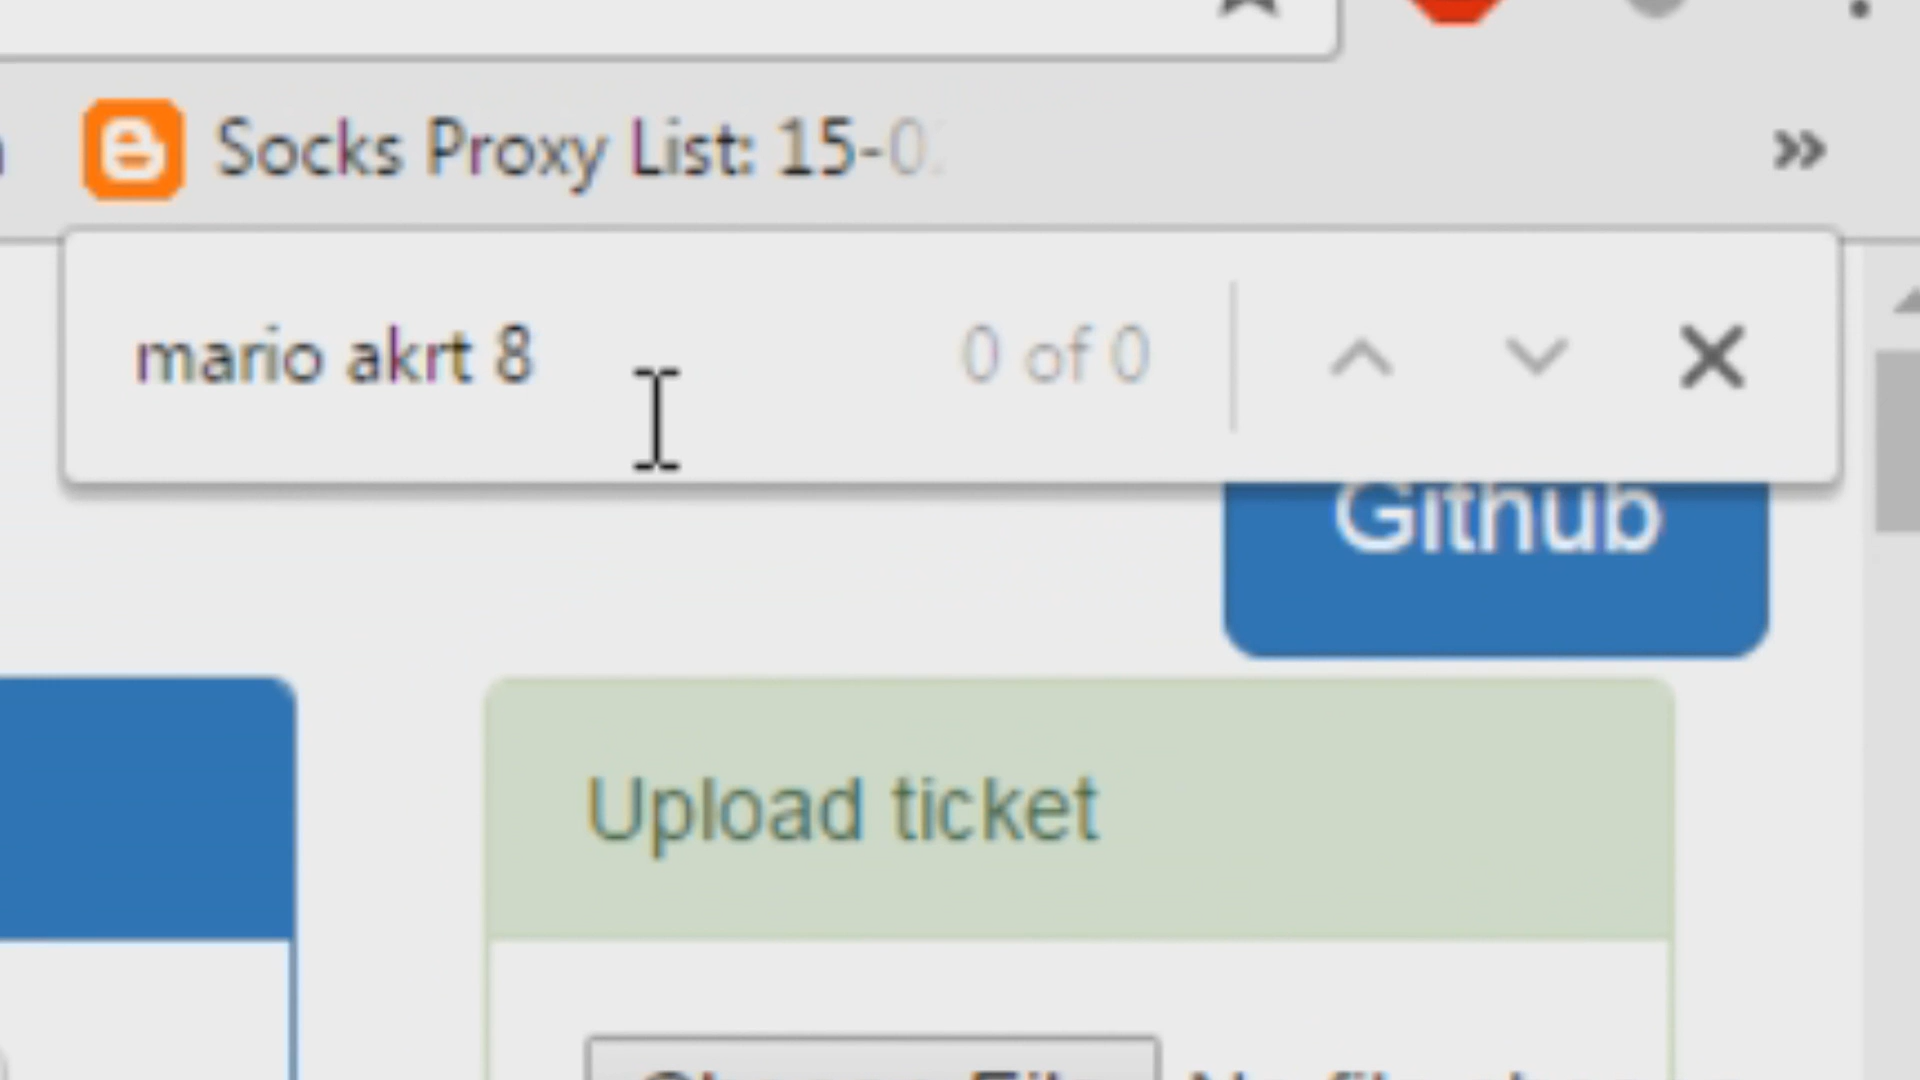 Socks Proxy List: 15-0
mario akrt 8 0 of 0
Github
Upload ticket